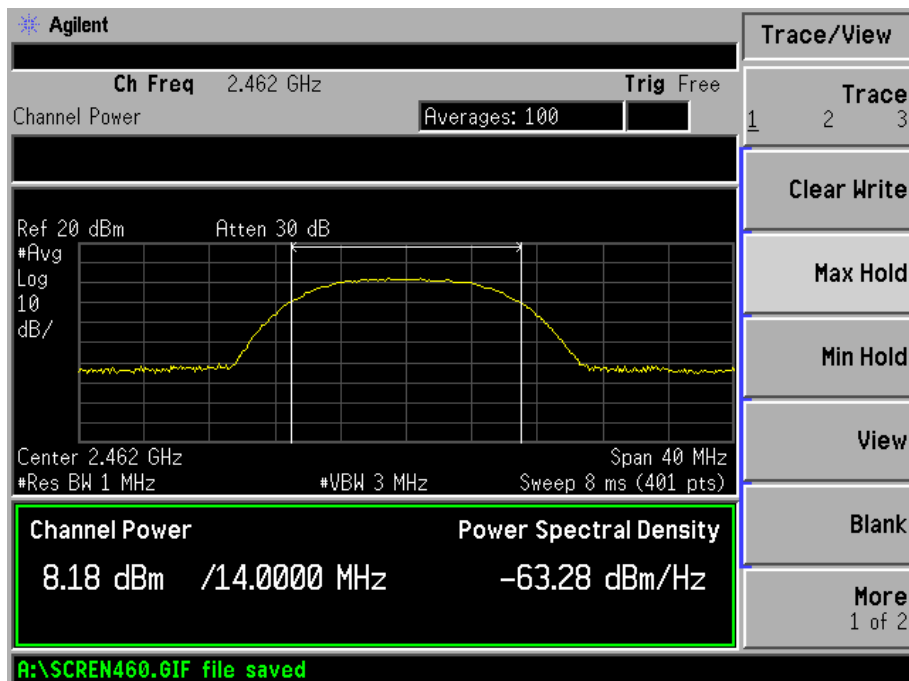 Agilent
Ch Freq 2.462 GHz Trig Free
Channel Power Averages: 100
Ref 20 dBm Atten 30 dB
#Avg
Log
10
dB/
Center 2.462 GHz Span 40 MHz
#Res BW 1 MHz #VBW 3 MHz Sweep 8 ms (401 pts)
Channel Power Power Spectral Density
8.18 dBm /14.0000 MHz -63.28 dBm/Hz
A:\SCREN460.GIF file saved
Trace/View
Trace
1 2 3
Clear Write
Max Hold
Min Hold
View
Blank
More
1 of 2